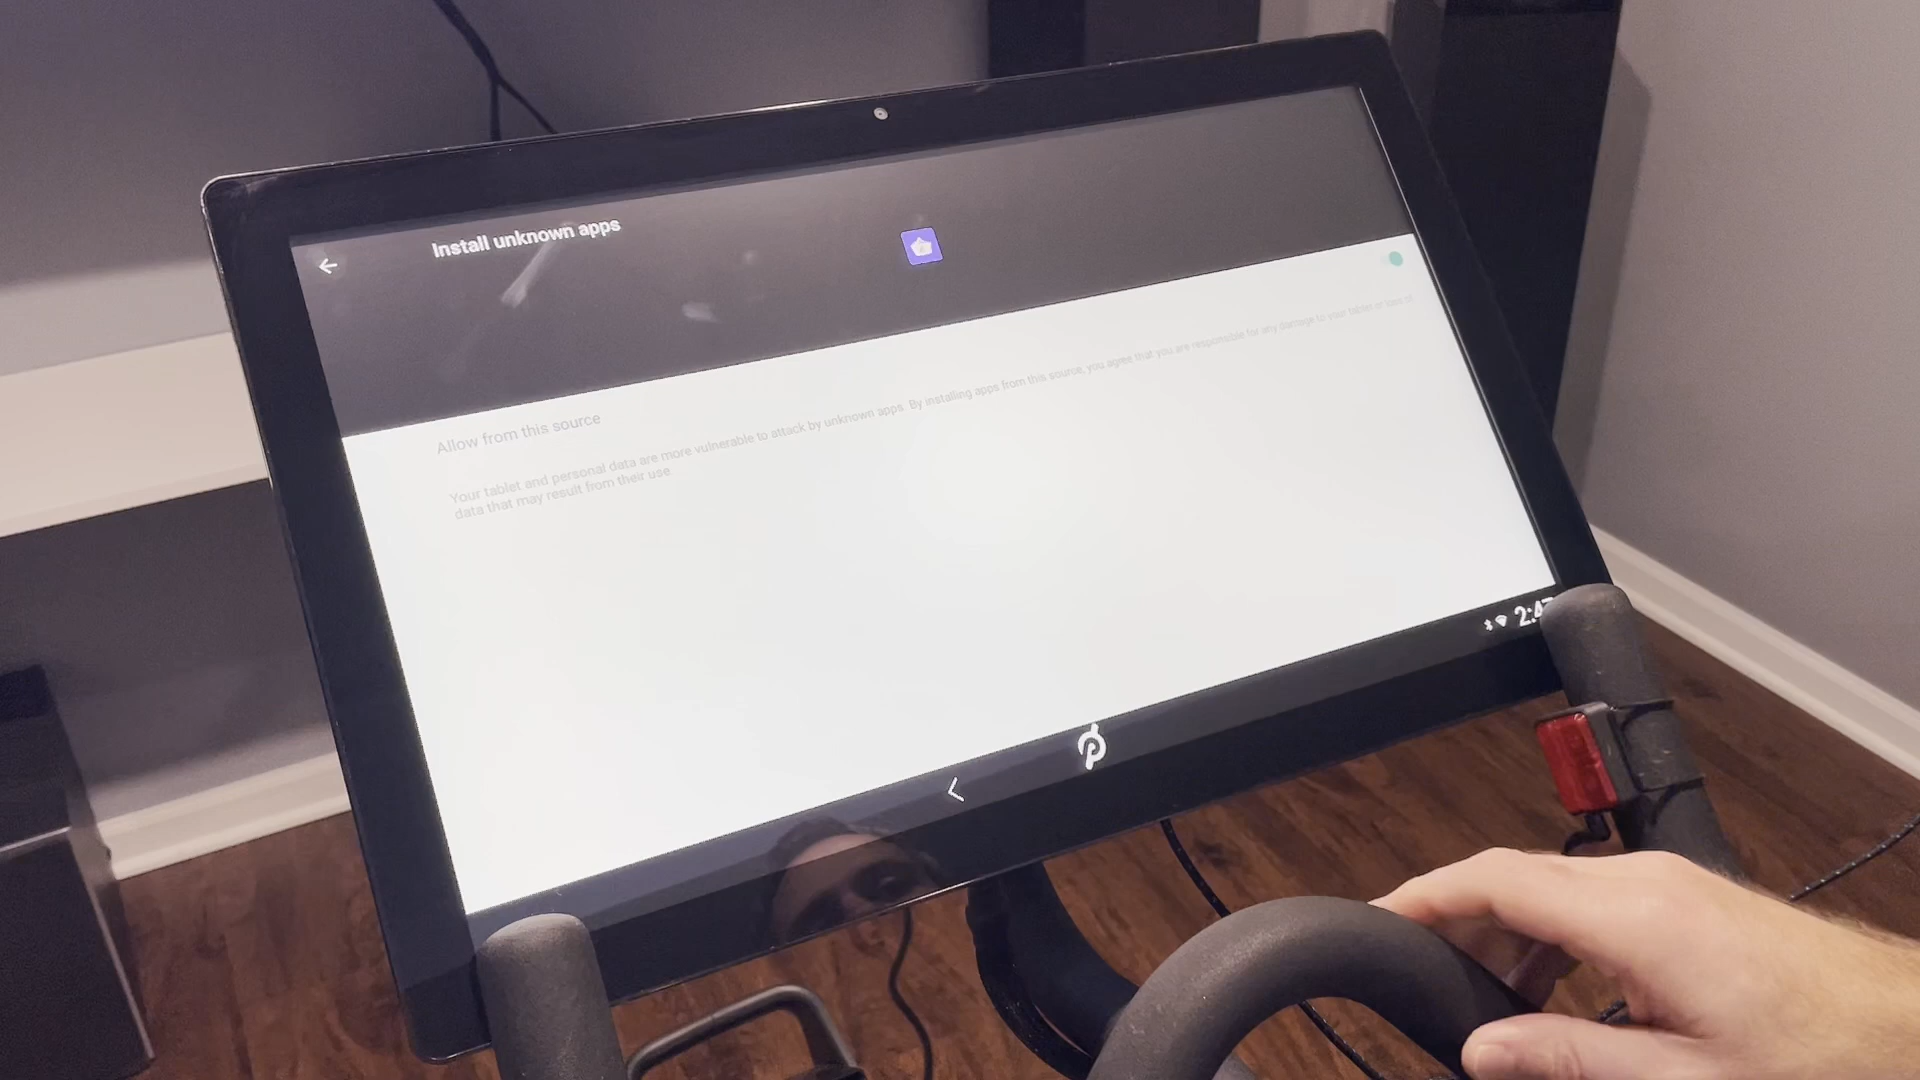 Install unknown apps
Allow from this source
Your tablet and personal data are more vulnerable to attack by unknown apps. By installing apps from this source, you agree that you are responsible for any damage to your tablet or loss of
data that may result from their use.